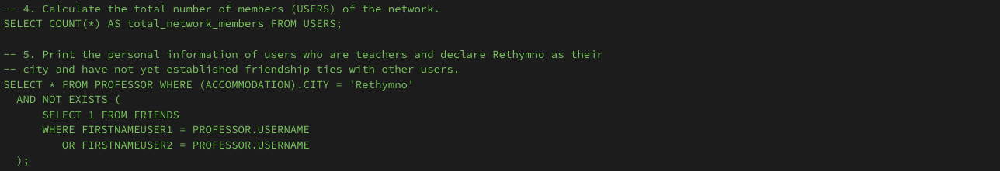 -- 4. Calculate the total number of members (USERS) of the network.
SELECT COUNT(*) AS total_network_members FROM USERS;

-- 5. Print the personal information of users who are teachers and declare Rethymno as their
-- city and have not yet established friendship ties with other users.
SELECT * FROM PROFESSOR WHERE (ACCOMMODATION).CITY = 'Rethymno'
  AND NOT EXISTS (
      SELECT 1 FROM FRIENDS
      WHERE FIRSTNAMEUSER1 = PROFESSOR.USERNAME
         OR FIRSTNAMEUSER2 = PROFESSOR.USERNAME
  );